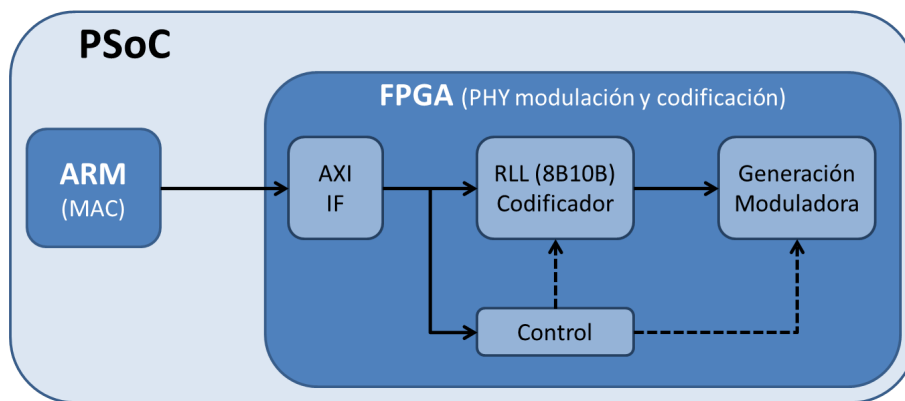 PSoC
FPGA (PHY modulación y codificación)
ARM
(MAC)
AXI
IF
RLL (8B10B)
Codificador
Generación
Moduladora
Control